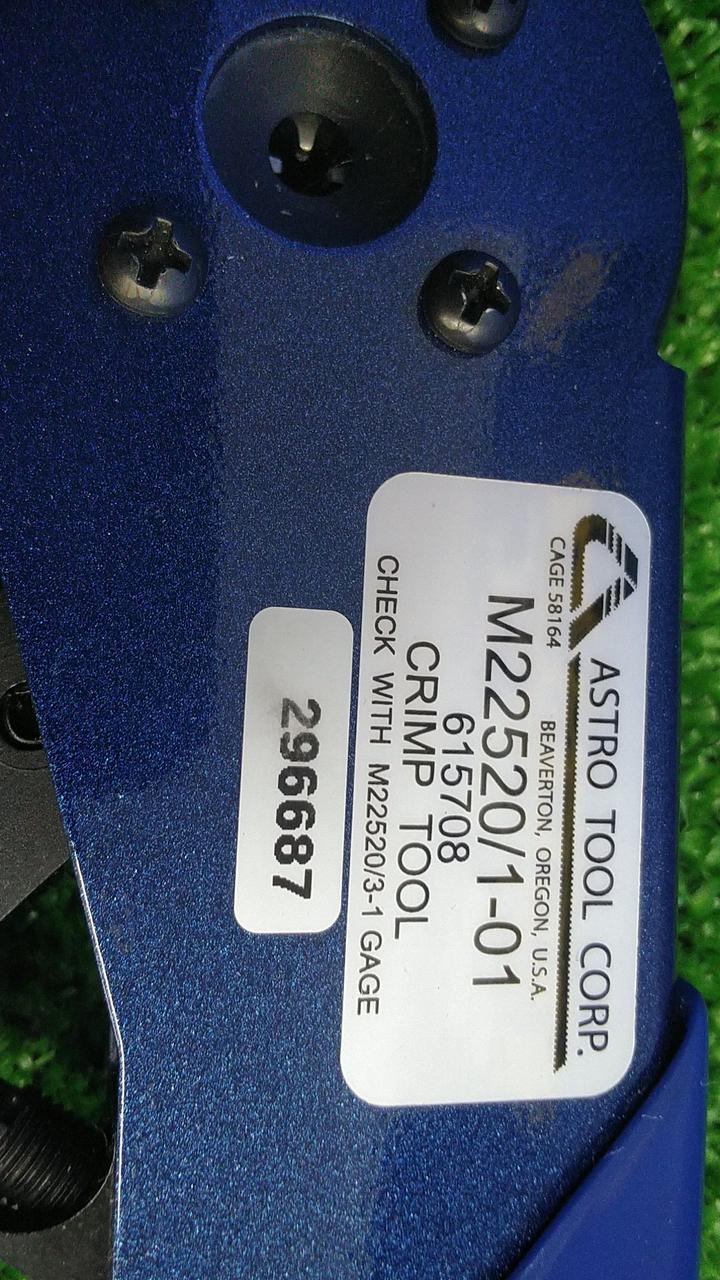 ASTRO TOOL CORP.
CAGE 58164 BEAVERTON, OREGON, U.S.A.
M22520/1-01
615708
CRIMP TOOL
CHECK WITH M22520/3-1 GAGE
296687